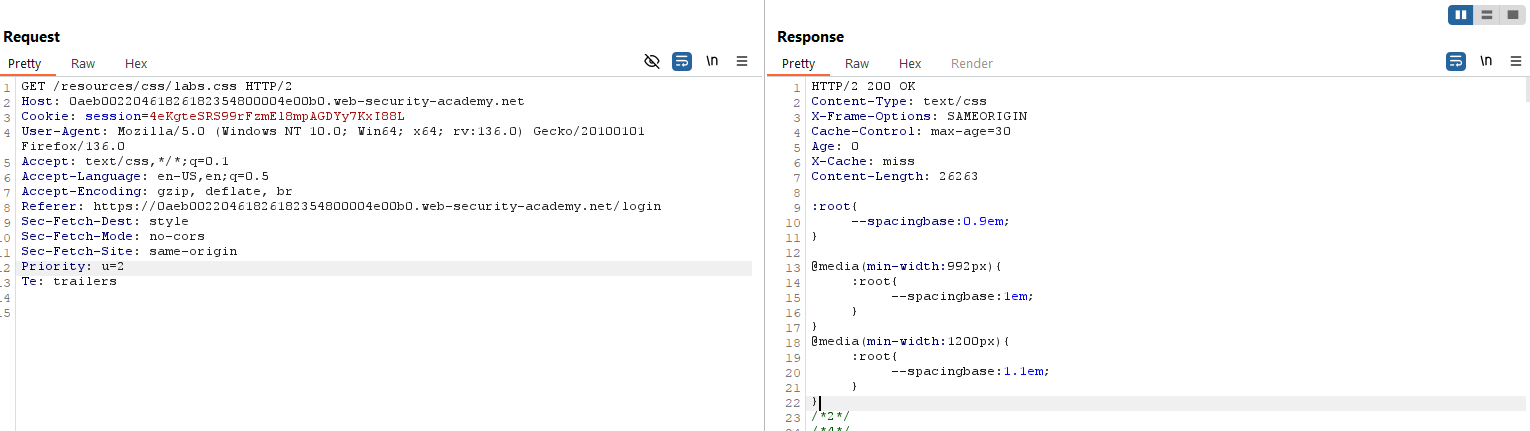 Request
Pretty Raw Hex \n
1 GET /resources/css/labs.css HTTP/2
2 Host: 0aeb00220461826182354800004e00b0.web-security-academy.net
3 Cookie: session=4eKgteSRS99rFzmEl8mpAGDYy7KxI88L
4 User-Agent: Mozilla/5.0 (Windows NT 10.0; Win64; x64; rv:136.0) Gecko/20100101
Firefox/136.0
5 Accept: text/css,*/*;q=0.1
6 Accept-Language: en-US,en;q=0.5
7 Accept-Encoding: gzip, deflate, br
8 Referer: https://0aeb00220461826182354800004e00b0.web-security-academy.net/login
9 Sec-Fetch-Dest: style
10 Sec-Fetch-Mode: no-cors
11 Sec-Fetch-Site: same-origin
12 Priority: u=2
13 Te: trailers
14
15
Response
Pretty Raw Hex Render \n
1 HTTP/2 200 OK
2 Content-Type: text/css
3 X-Frame-Options: SAMEORIGIN
4 Cache-Control: max-age=30
5 Age: 0
6 X-Cache: miss
7 Content-Length: 26263
8
9 :root{
10 --spacingbase:0.9em;
11 }
12
13 @media(min-width:992px){
14 :root{
15 --spacingbase:1em;
16 }
17 }
18 @media(min-width:1200px){
19 :root{
20 --spacingbase:1.1em;
21 }
22 }
23 /*2*/
24 /*4*/